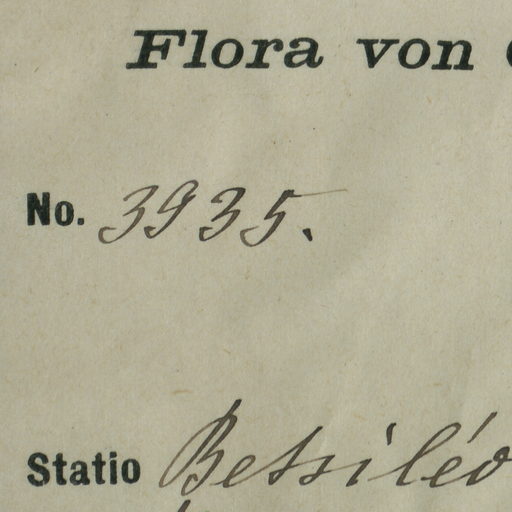 Flora von
No. 3935.
Statio Betsiléo